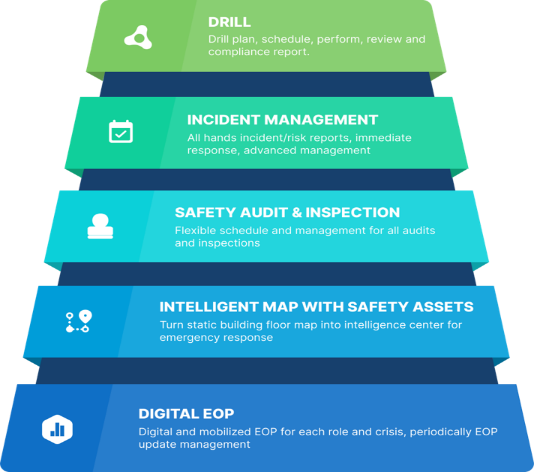 DRILL
Drill plan, schedule, perform, review and
compliance report.
INCIDENT MANAGEMENT
All hands incident/risk reports, immediate
response, advanced management
SAFETY AUDIT & INSPECTION
Flexible schedule and management for all audits
and inspections
INTELLIGENT MAP WITH SAFETY ASSETS
Turn static building floor map into intelligence center for
emergency response
DIGITAL EOP
Digital and mobilized EOP for each role and crisis, periodically EOP
update management